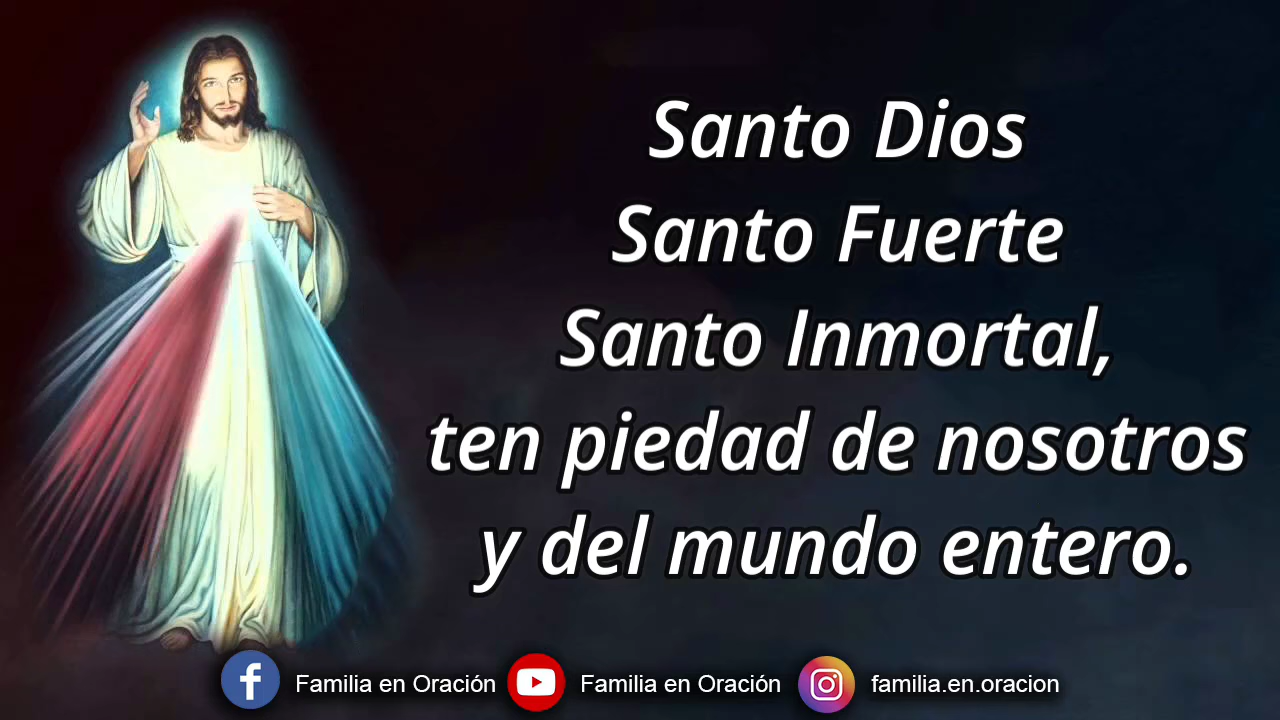 Santo Dios
Santo Fuerte
Santo Inmortal,
ten piedad de nosotros
y del mundo entero.
Familia en Oración
Familia en Oración
familia.en.oracion